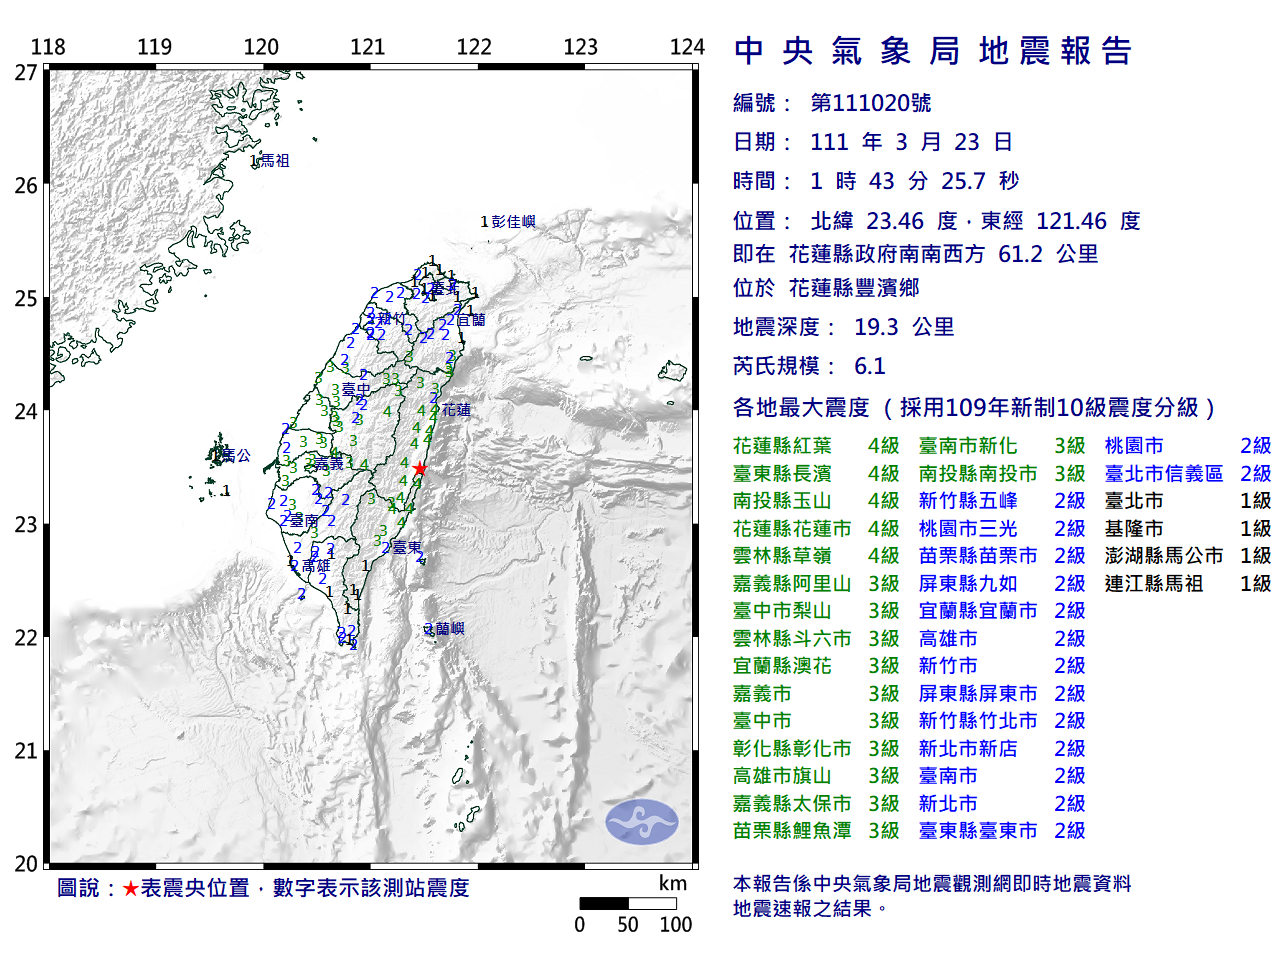 118 119 120 121 122 123 124
27
26
25
24
23
22
21
20
馬祖
彭佳嶼
臺北
新竹
宜蘭
臺中
花蓮
馬公
嘉義
臺南
臺東
高雄
蘭嶼
圖說：★表震央位置，數字表示該測站震度
km
0 50 100
中央氣象局地震報告
編號： 第111020號
日期： 111 年 3 月 23 日
時間： 1 時 43 分 25.7 秒
位置： 北緯 23.46 度，東經 121.46 度
即在 花蓮縣政府南南西方 61.2 公里
位於 花蓮縣豐濱鄉
地震深度： 19.3 公里
芮氏規模： 6.1
各地最大震度（採用109年新制10級震度分級）
花蓮縣紅葉 4級 臺南市新化 3級 桃園市 2級
臺東縣長濱 4級 南投縣南投市 3級 臺北市信義區 2級
南投縣玉山 4級 新竹縣五峰 2級 臺北市 1級
花蓮縣花蓮市 4級 桃園市三光 2級 基隆市 1級
雲林縣草嶺 4級 苗栗縣苗栗市 2級 澎湖縣馬公市 1級
嘉義縣阿里山 3級 屏東縣九如 2級 連江縣馬祖 1級
臺中市梨山 3級 宜蘭縣宜蘭市 2級
雲林縣斗六市 3級 高雄市 2級
宜蘭縣澳花 3級 新竹市 2級
嘉義市 3級 屏東縣屏東市 2級
臺中市 3級 新竹縣竹北市 2級
彰化縣彰化市 3級 新北市新店 2級
高雄市旗山 3級 臺南市 2級
嘉義縣太保市 3級 新北市 2級
苗栗縣鯉魚潭 3級 臺東縣臺東市 2級
本報告係中央氣象局地震觀測網即時地震資料
地震速報之結果。